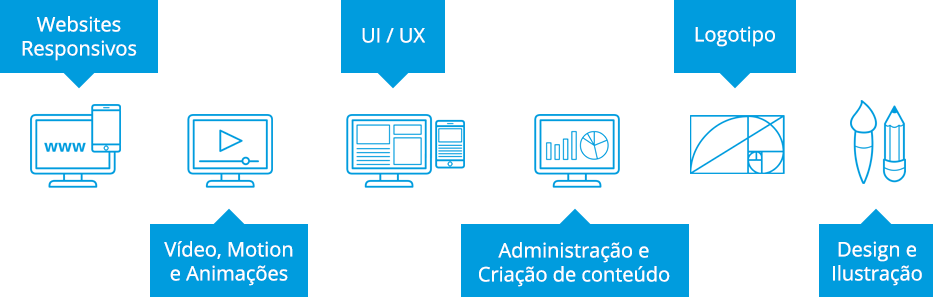 Websites
Responsivos
UI / UX
Logotipo
www
Vídeo, Motion
e Animações
Administração e
Criação de conteúdo
Design e
Ilustração